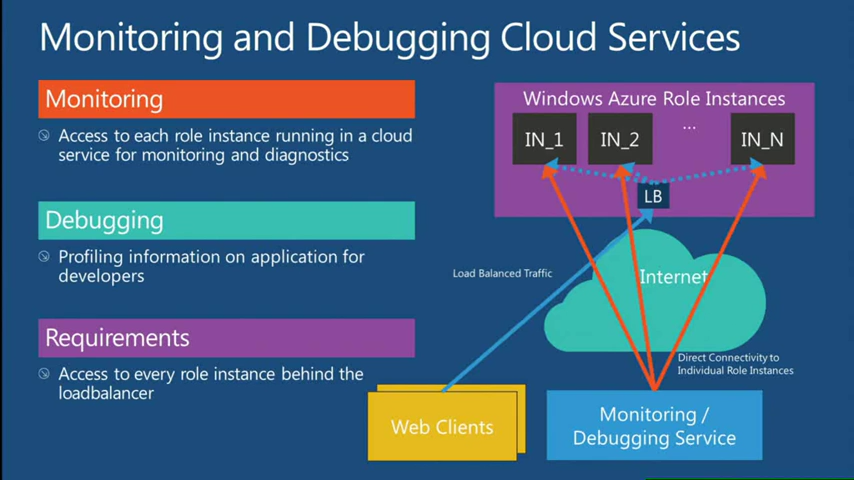 Monitoring and Debugging Cloud Services
Monitoring
Access to each role instance running in a cloud
service for monitoring and diagnostics
Debugging
Profiling information on application for
developers
Requirements
Access to every role instance behind the
loadbalancer
Windows Azure Role Instances
IN_1
IN_2
...
IN_N
LB
Internet
Load Balanced Traffic
Direct Connectivity to
Individual Role Instances
Web Clients
Monitoring /
Debugging Service